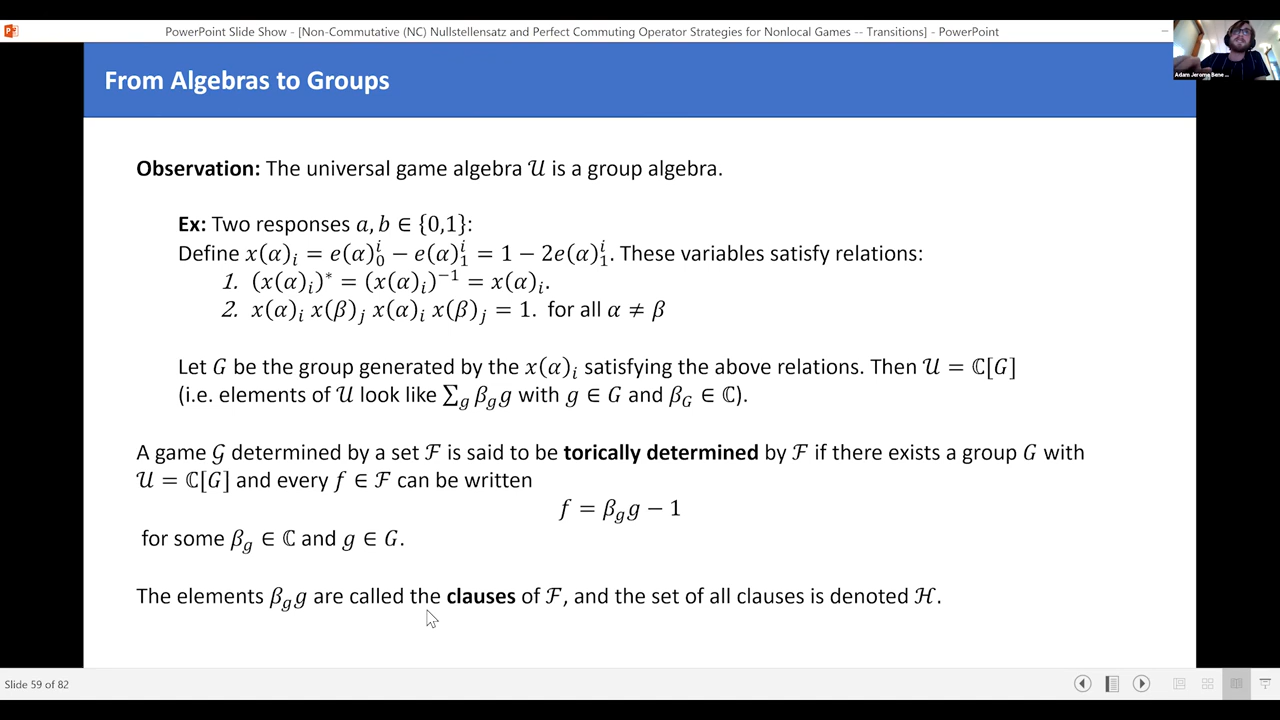 PowerPoint Slide Show - [Non-Commutative (NC) Nullstellensatz and Perfect Commuting Operator Strategies for Nonlocal Games -- Transitions] - PowerPoint
Adam Jerome Bene ...
From Algebras to Groups
Observation: The universal game algebra 𝒰 is a group algebra.
Ex: Two responses a, b ∈ {0,1}:
Define x(α)_i = e(α)^i_0 − e(α)^i_1 = 1 − 2e(α)^i_1. These variables satisfy relations:
1. (x(α)_i)* = (x(α)_i)^{−1} = x(α)_i.
2. x(α)_i x(β)_j x(α)_i x(β)_j = 1. for all α ≠ β
Let G be the group generated by the x(α)_i satisfying the above relations. Then 𝒰 = ℂ[G]
(i.e. elements of 𝒰 look like ∑_g β_g g with g ∈ G and β_G ∈ ℂ).
A game 𝒢 determined by a set ℱ is said to be torically determined by ℱ if there exists a group G with
𝒰 = ℂ[G] and every f ∈ ℱ can be written
f = β_g g − 1
for some β_g ∈ ℂ and g ∈ G.
The elements β_g g are called the clauses of ℱ, and the set of all clauses is denoted ℋ.
Slide 59 of 82